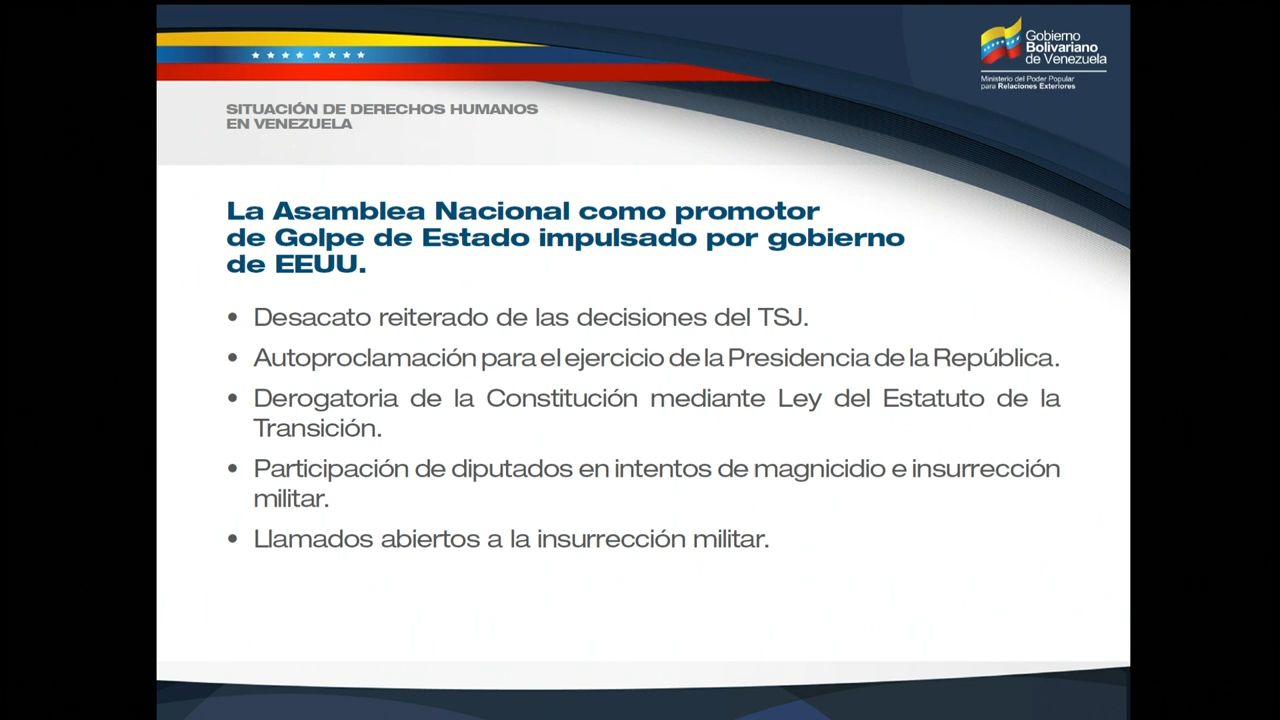 Gobierno
Bolivariano
de Venezuela
Ministerio del Poder Popular
para Relaciones Exteriores
SITUACIÓN DE DERECHOS HUMANOS
EN VENEZUELA
La Asamblea Nacional como promotor
de Golpe de Estado impulsado por gobierno
de EEUU.
• Desacato reiterado de las decisiones del TSJ.
• Autoproclamación para el ejercicio de la Presidencia de la República.
• Derogatoria de la Constitución mediante Ley del Estatuto de la
Transición.
• Participación de diputados en intentos de magnicidio e insurrección
militar.
• Llamados abiertos a la insurrección militar.